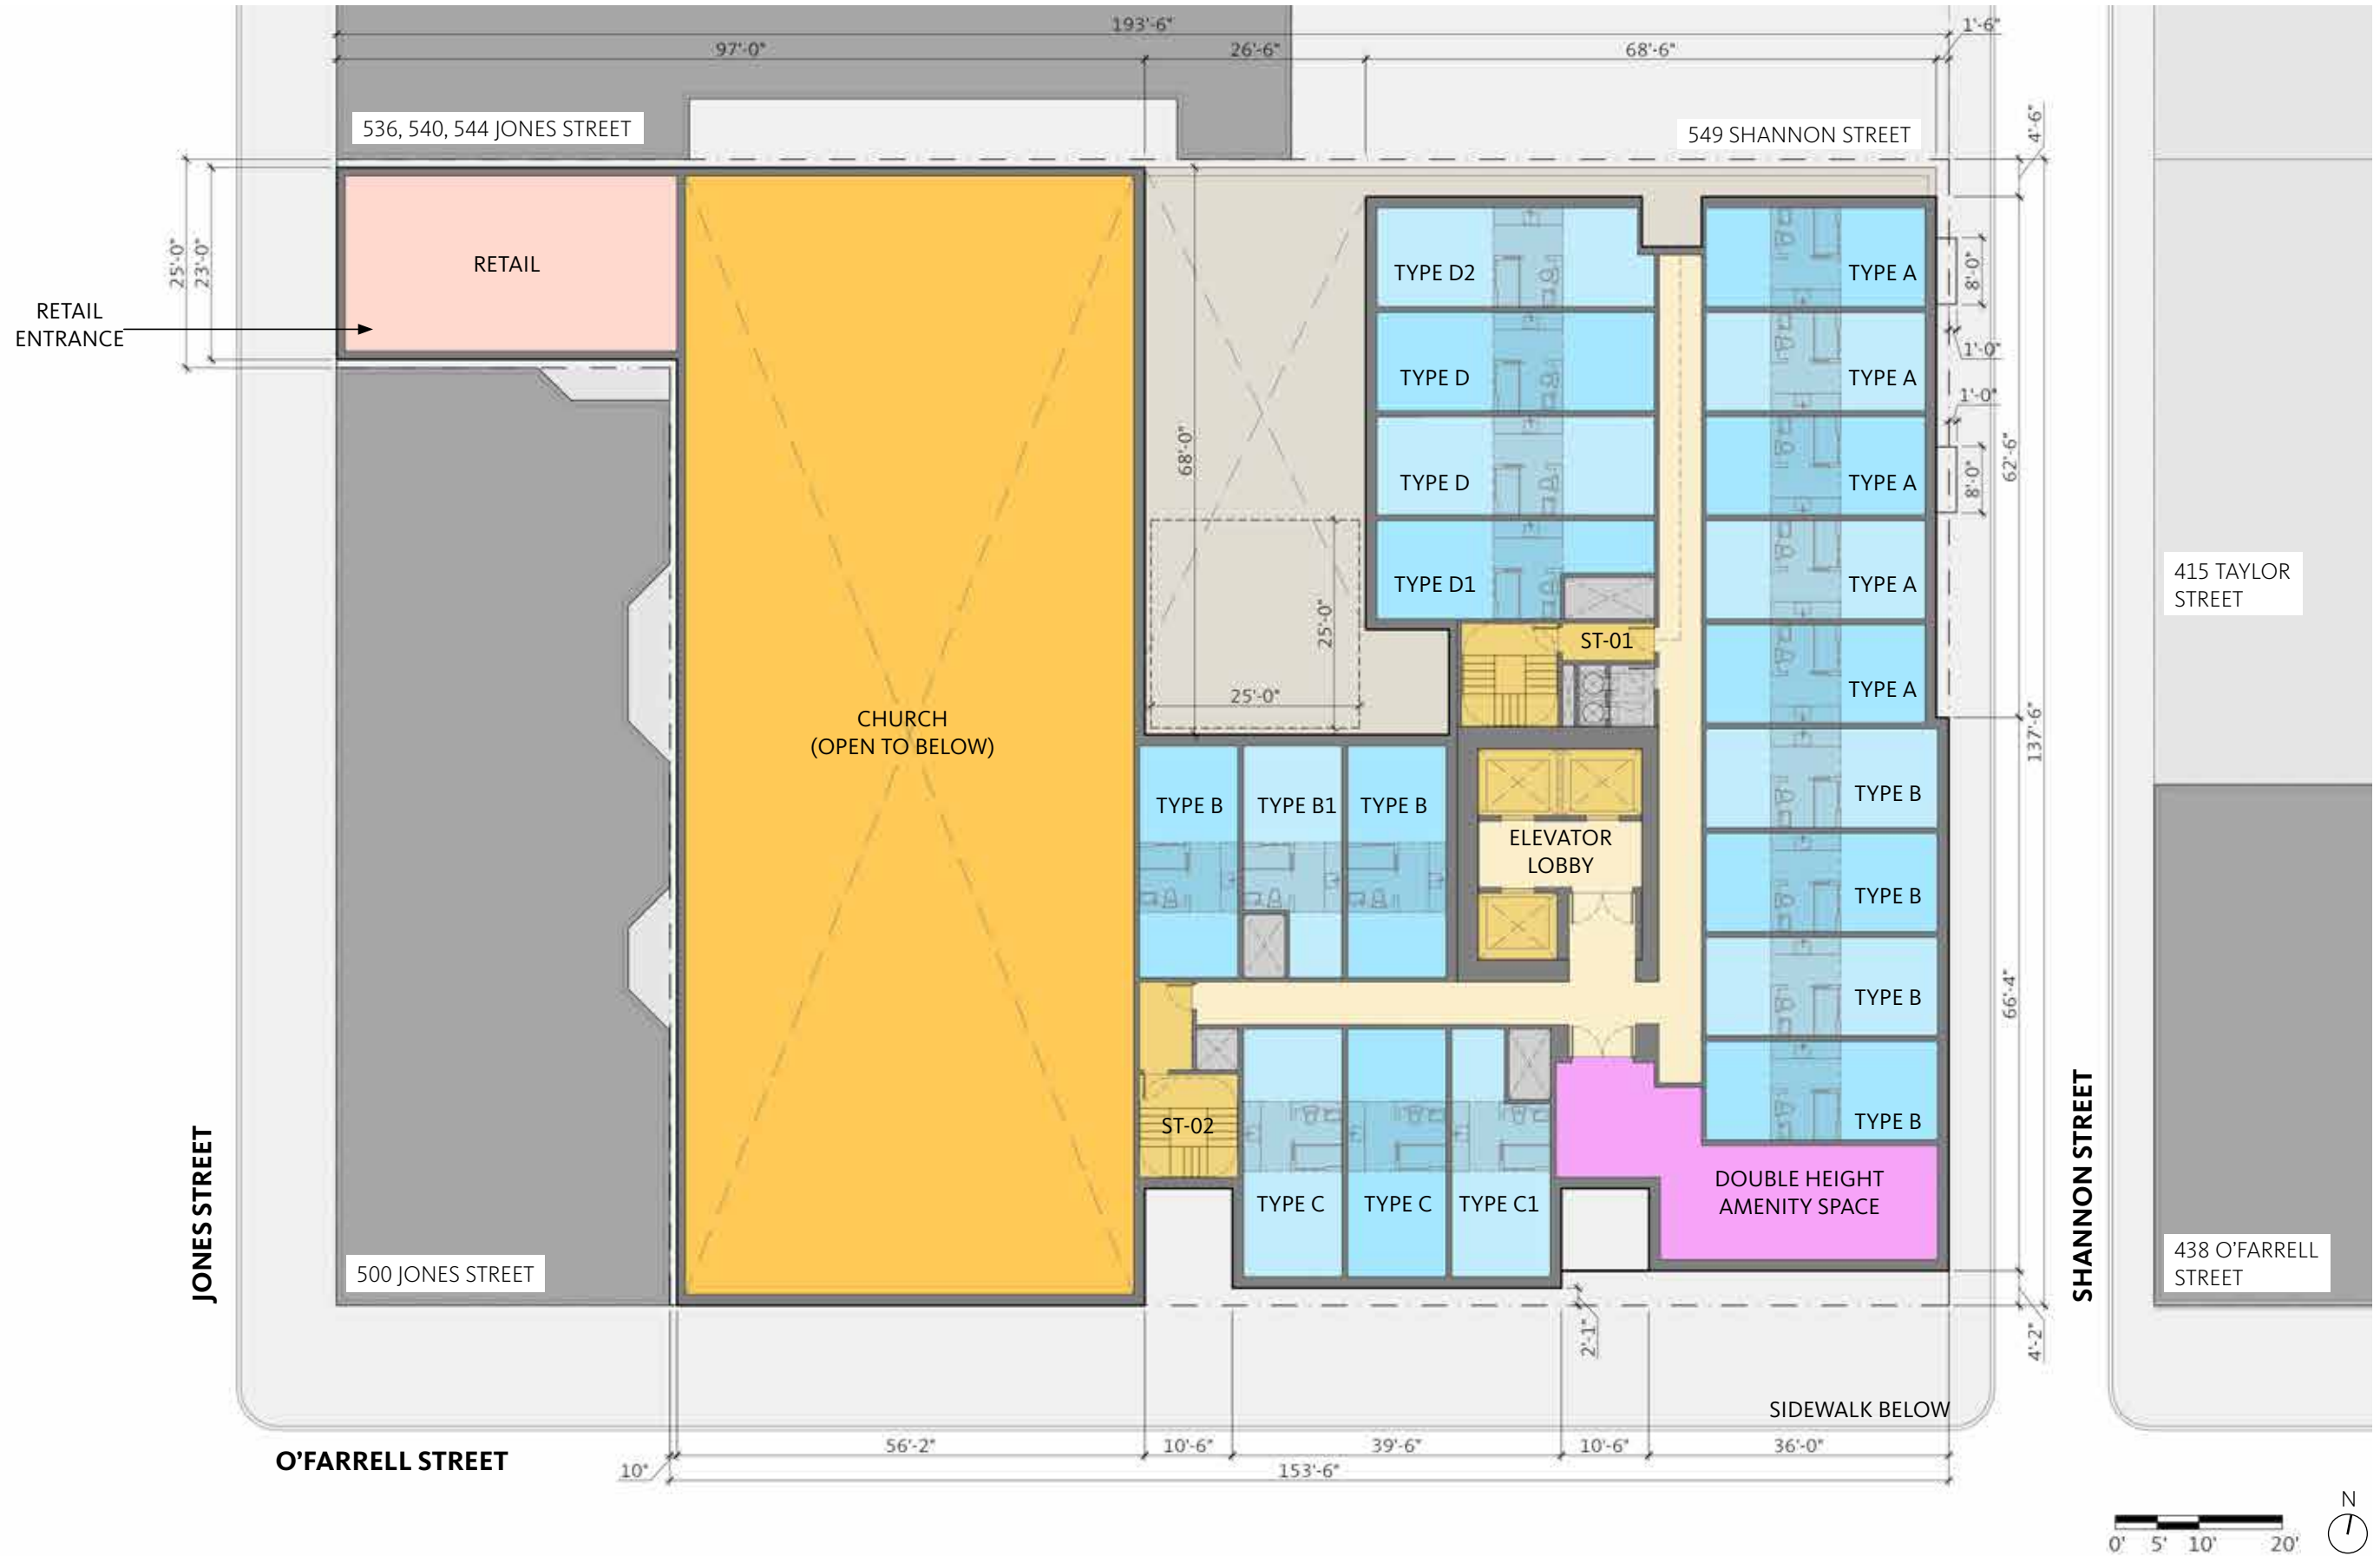 193'-6"
1'-6"
97'-0"
26'-6"
68'-6"
536, 540, 544 JONES STREET
549 SHANNON STREET
4'-6"
25'-0"
23'-0"
RETAIL
RETAIL
ENTRANCE
TYPE D2
TYPE A
8'-0"
1'-0"
TYPE D
TYPE A
1'-0"
68'-0"
62'-6"
TYPE D
TYPE A
8'-0"
415 TAYLOR
STREET
TYPE D1
TYPE A
25'-0"
ST-01
25'-0"
TYPE A
CHURCH
(OPEN TO BELOW)
137'-6"
TYPE B
TYPE B1
TYPE B
TYPE B
ELEVATOR
LOBBY
TYPE B
66'-4"
TYPE B
ST-02
TYPE B
JONES STREET
SHANNON STREET
TYPE C
TYPE C
TYPE C1
DOUBLE HEIGHT
AMENITY SPACE
500 JONES STREET
438 O'FARRELL
STREET
2'-1"
4'-2"
SIDEWALK BELOW
O'FARRELL STREET
56'-2"
10'-6"
39'-6"
10'-6"
36'-0"
10"
153'-6"
N
0'
5'
10'
20'